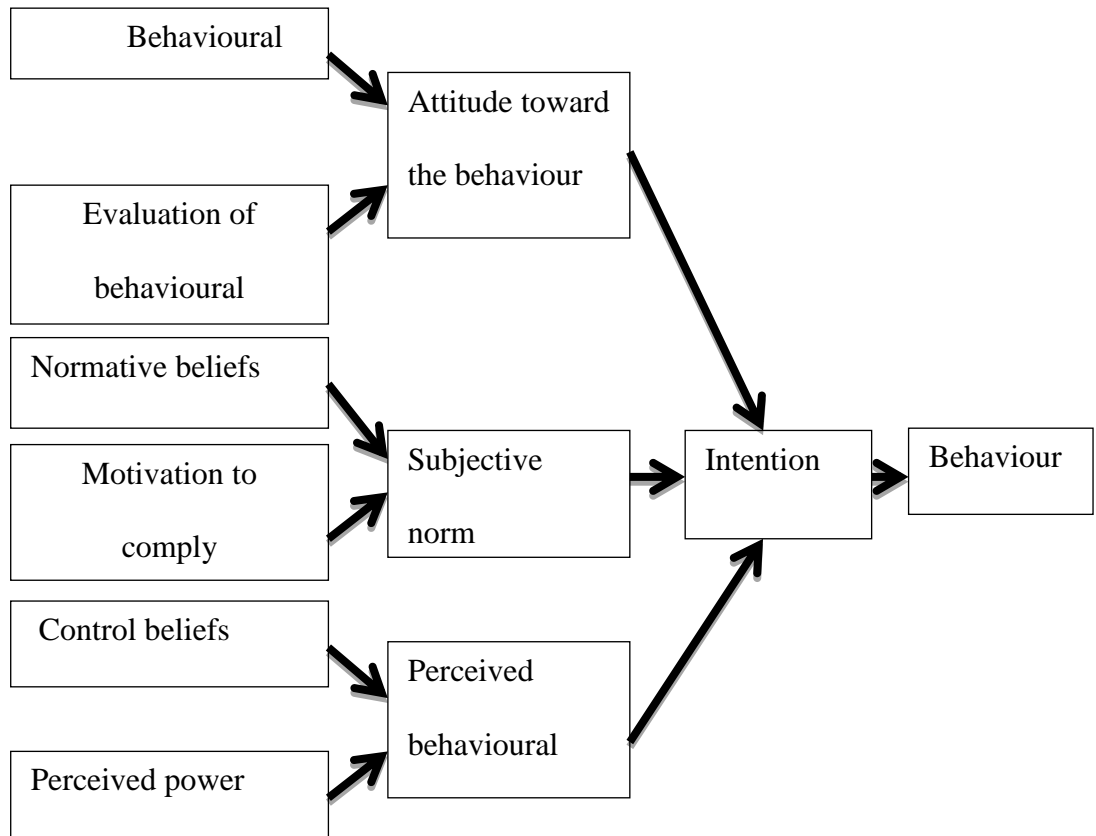 Behavioural
Evaluation of
behavioural
Normative beliefs
Motivation to
comply
Control beliefs
Perceived power
Attitude toward
the behaviour
Subjective
norm
Perceived
behavioural
Intention
Behaviour